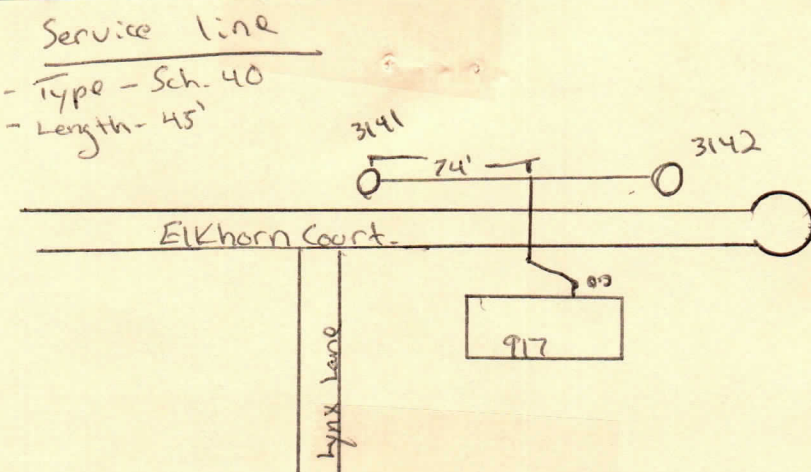 Service line
- Type - Sch. 40
- Length - 45'
3141
74'
3142
Elkhorn Court.
917
Lynx Lane